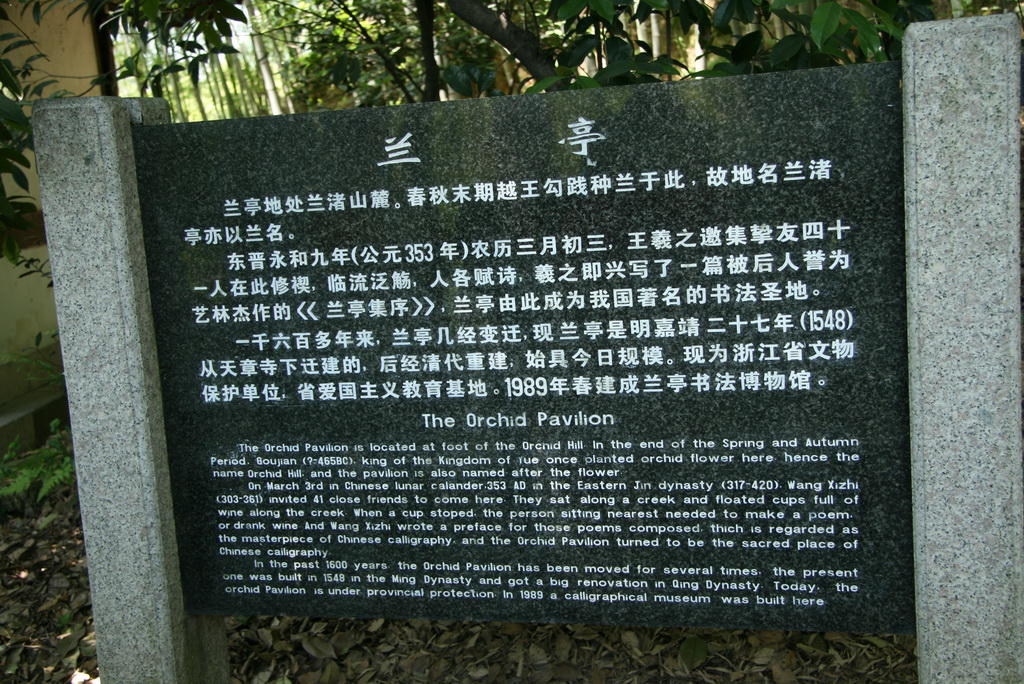 兰 亭
兰亭地处兰渚山麓。春秋末期越王勾践种兰于此，故地名兰渚
亭亦以兰名。
东晋永和九年(公元353年)农历三月初三，王羲之邀集挚友四十
一人在此修禊，临流泛觞，人各赋诗，羲之即兴写了一篇被后人誉为
艺林杰作的《《兰亭集序》》，兰亭由此成为我国著名的书法圣地。
一千六百多年来，兰亭几经变迁，现兰亭是明嘉靖二十七年(1548)
从天章寺下迁建的，后经清代重建，始具今日规模。现为浙江省文物
保护单位，省爱国主义教育基地。1989年春建成兰亭书法博物馆。
The Orchid Pavilion
The Orchid Pavilion is located at foot of the Orchid Hill. In the end of the Spring and Autumn
Period, Goujian (?-465BC), king of the Kingdom of Yue once planted orchid flower here, hence the
name Orchid Hill, and the pavilion is also named after the flower.
On March 3rd in Chinese lunar calander,353 AD in the Eastern Jin dynasty (317-420), Wang Xizhi
(303-361) invited 41 close friends to come here. They sat along a creek and floated cups full of
wine along the creek. When a cup stoped, the person sitting nearest needed to make a poem,
or drank wine. And Wang Xizhi wrote a preface for those poems composed, thich is regarded as
the masterpiece of Chinese calligraphy, and the Orchid Pavilion turned to be the sacred place of
Chinese calligraphy.
In the past 1600 years, the Orchid Pavilion has been moved for several times, the present
one was built in 1548 in the Ming Dynasty and got a big renovation in Qing Dynasty. Today, the
orchid Pavilion is under provincial protection. In 1989 a calligraphical museum was built here.